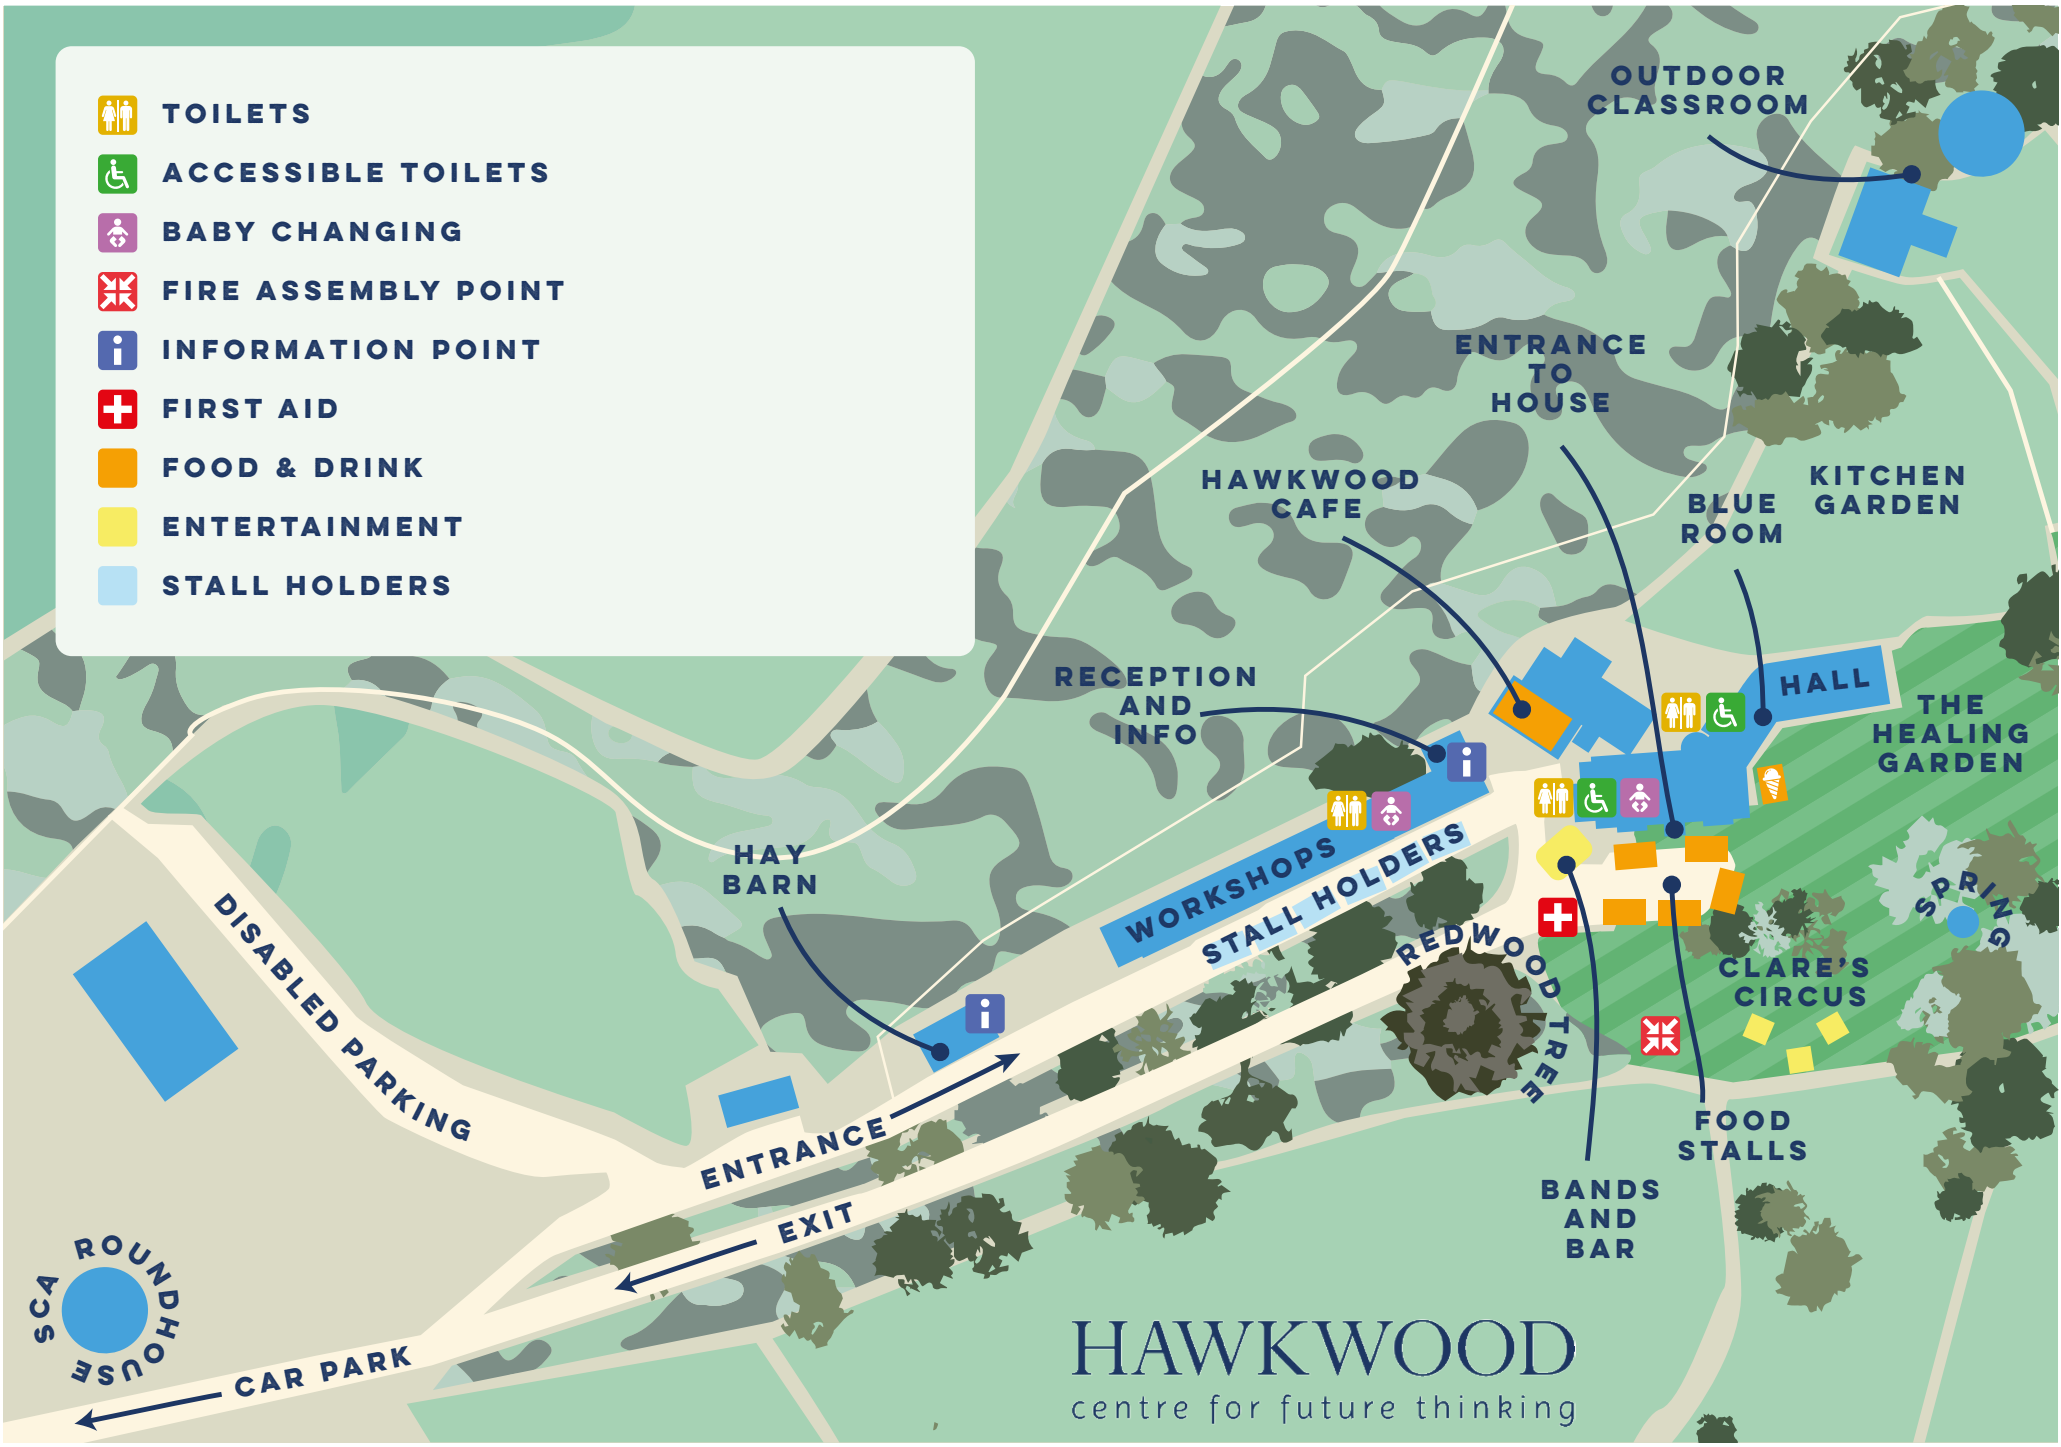 TOILETS
ACCESSIBLE TOILETS
BABY CHANGING
FIRE ASSEMBLY POINT
INFORMATION POINT
FIRST AID
FOOD & DRINK
ENTERTAINMENT
STALL HOLDERS
OUTDOOR
CLASSROOM
ENTRANCE
TO
HOUSE
HAWKWOOD
CAFE
KITCHEN
GARDEN
BLUE
ROOM
RECEPTION
AND
INFO
HALL
THE
HEALING
GARDEN
HAY
BARN
WORKSHOPS
STALL HOLDERS
REDWOOD TREE
SPRING
CLARE'S
CIRCUS
DISABLED PARKING
ENTRANCE
EXIT
FOOD
STALLS
BANDS
AND
BAR
SCA ROUNDHOUSE
CAR PARK
HAWKWOOD
centre for future thinking